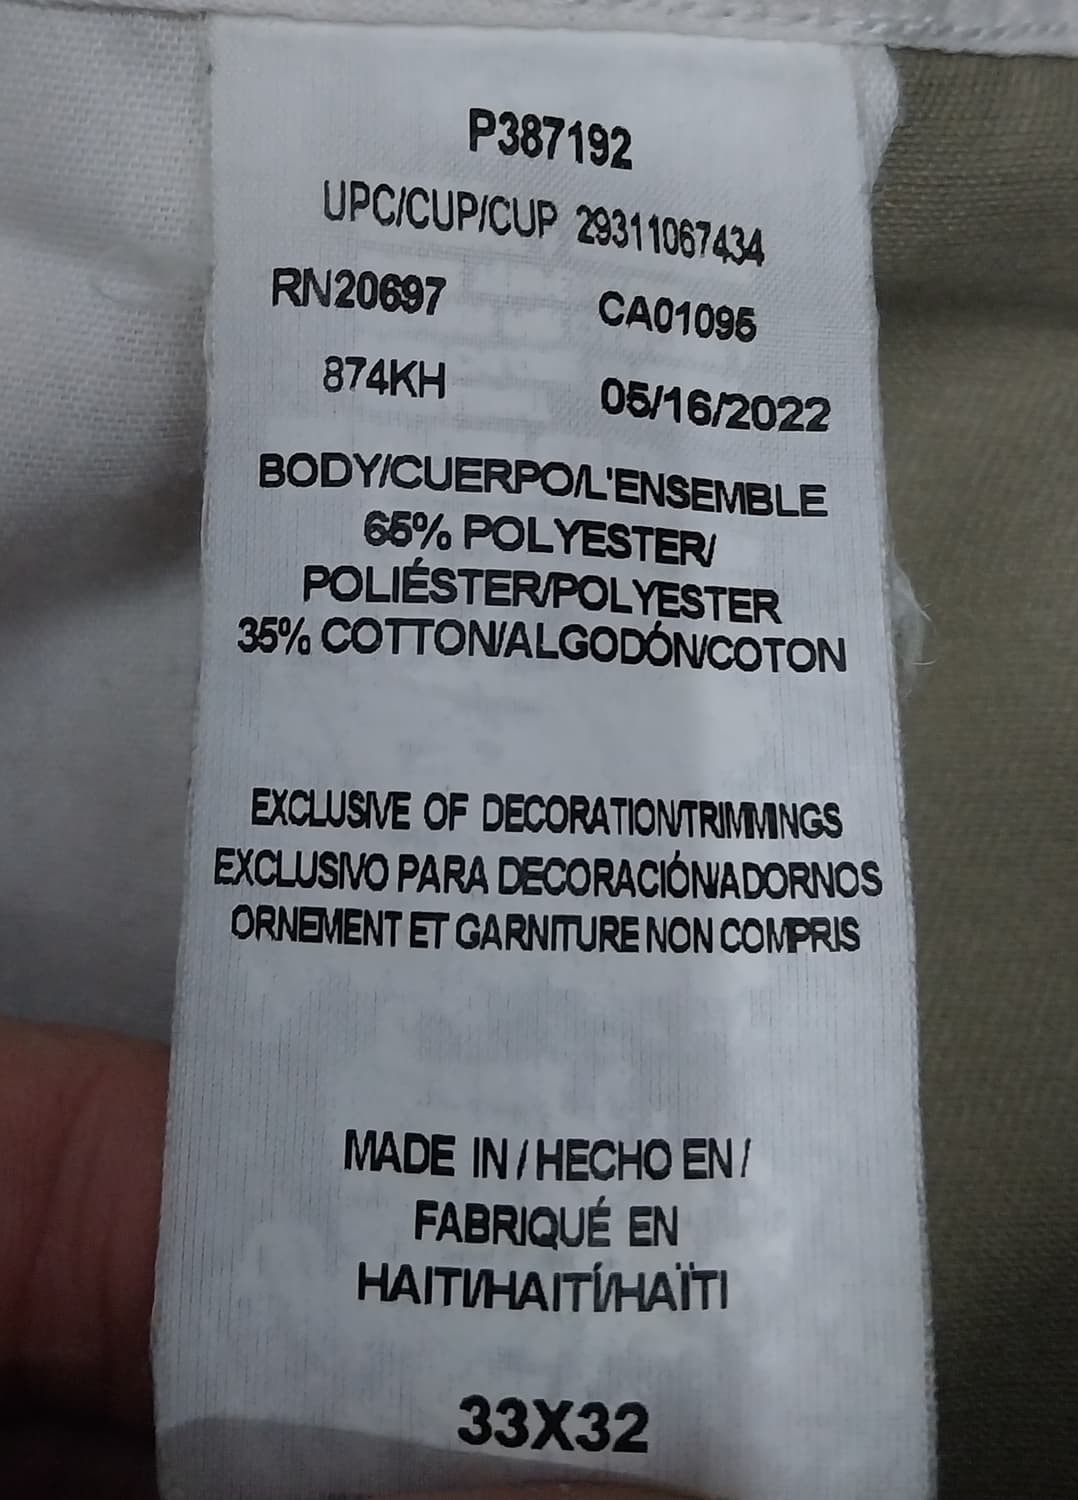 P387192
UPC/CUP/CUP 29311067434
RN20697 CA01095
874KH 05/16/2022
BODY/CUERPO/L'ENSEMBLE
65% POLYESTER/
POLIÉSTER/POLYESTER
35% COTTON/ALGODÓN/COTON
EXCLUSIVE OF DECORATION/TRIMMINGS
EXCLUSIVO PARA DECORACIÓN/ADORNOS
ORNEMENT ET GARNITURE NON COMPRIS
MADE IN / HECHO EN /
FABRIQUÉ EN
HAITI/HAITÍ/HAÏTI
33X32